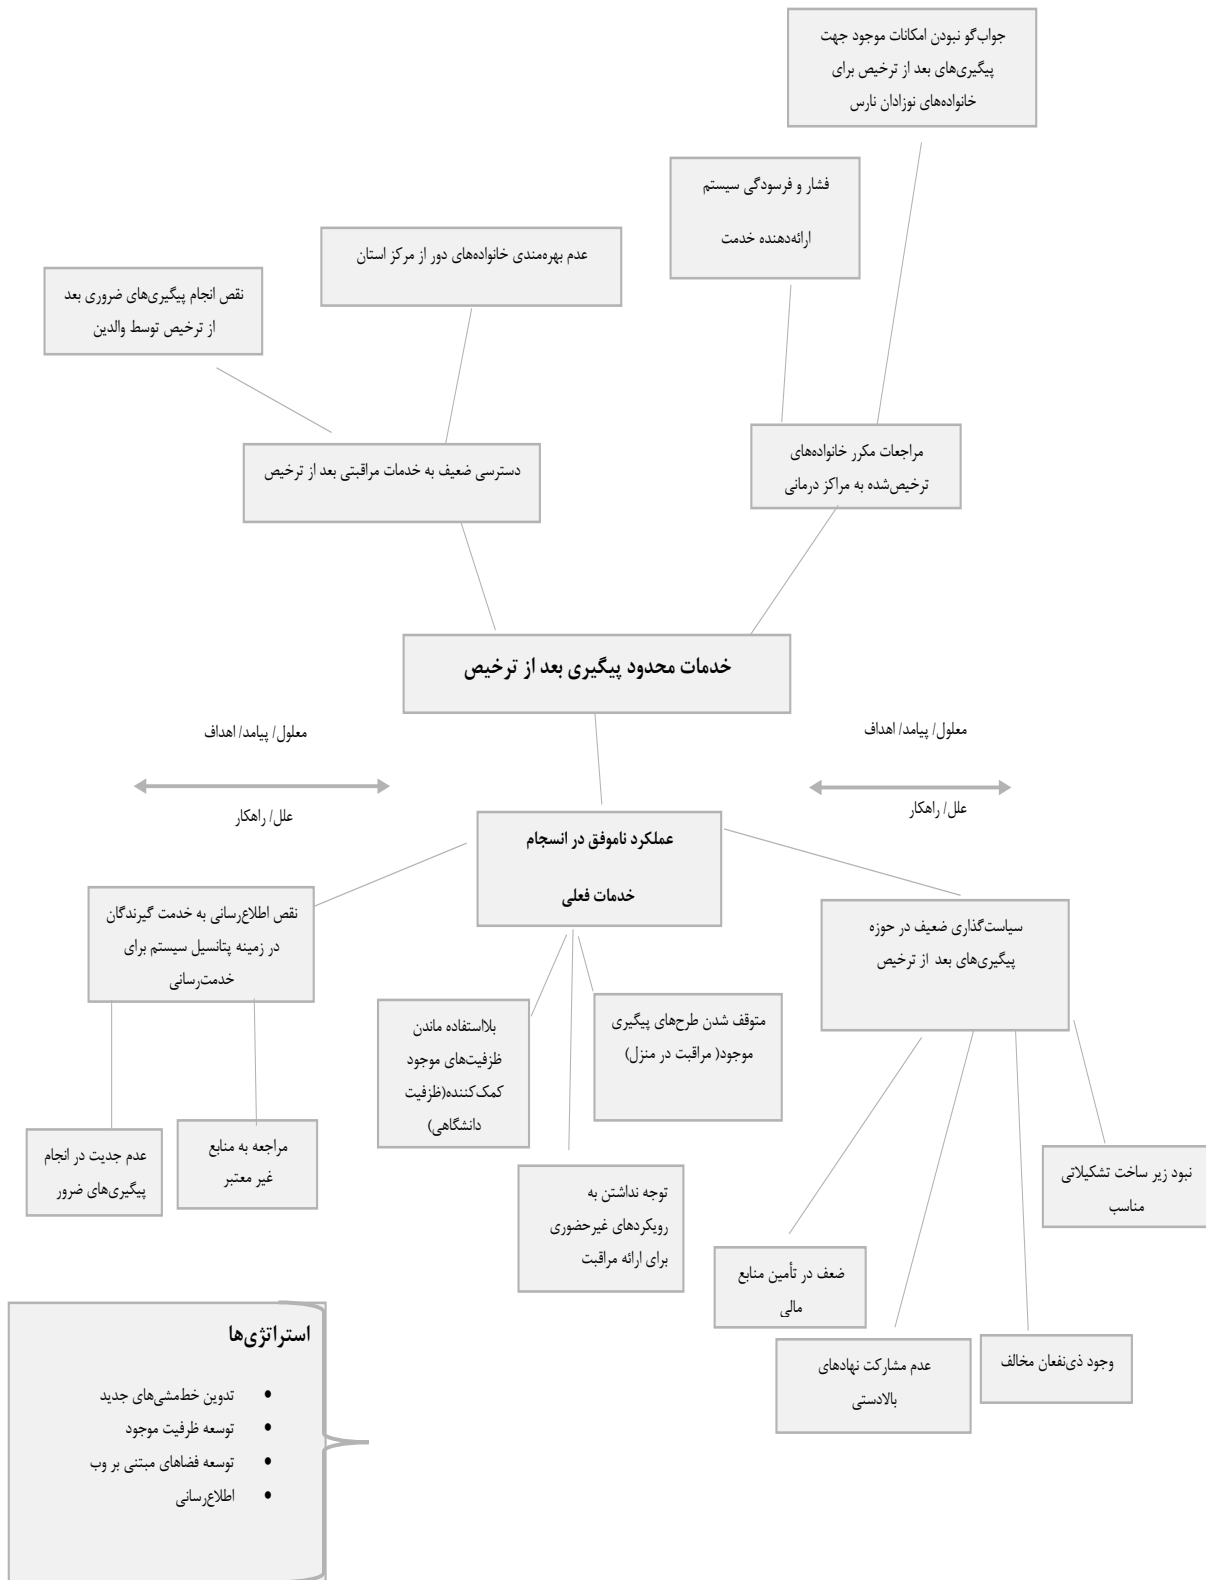 جواب‌گو نبودن امکانات موجود جهت
پیگیری‌های بعد از ترخیص برای
خانواده‌های نوزادان نارس
فشار و فرسودگی سیستم
ارائه‌دهنده خدمت
عدم بهره‌مندی خانواده‌های دور از مرکز استان
نقص انجام پیگیری‌های ضروری بعد
از ترخیص توسط والدین
مراجعات مکرر خانواده‌های
ترخیص‌شده به مراکز درمانی
دسترسی ضعیف به خدمات مراقبتی بعد از ترخیص
خدمات محدود پیگیری بعد از ترخیص
معلول/ پیامد/ اهداف
علل/ راهکار
معلول/ پیامد/ اهداف
علل/ راهکار
عملکرد ناموفق در انسجام
خدمات فعلی
سیاست‌گذاری ضعیف در حوزه
پیگیری‌های بعد از ترخیص
نقص اطلاع‌رسانی به خدمت گیرندگان
در زمینه پتانسیل سیستم برای
خدمت‌رسانی
متوقف شدن طرح‌های پیگیری
موجود( مراقبت در منزل)
بلااستفاده ماندن
ظزفیت‌های موجود
کمک‌کننده(ظزفیت
دانشگاهی)
توجه نداشتن به
رویکردهای غیرحضوری
برای ارائه مراقبت
مراجعه به منابع
غیر معتبر
عدم جدیت در انجام
پیگیری‌های ضرور
نبود زیر ساخت تشکیلاتی
مناسب
ضعف در تأمین منابع
مالی
وجود ذی‌نفعان مخالف
عدم مشارکت نهادهای
بالادستی
استراتژی‌ها
• تدوین خط‌مشی‌های جدید
• توسعه ظرفیت موجود
• توسعه فضاهای مبتنی بر وب
• اطلاع‌رسانی